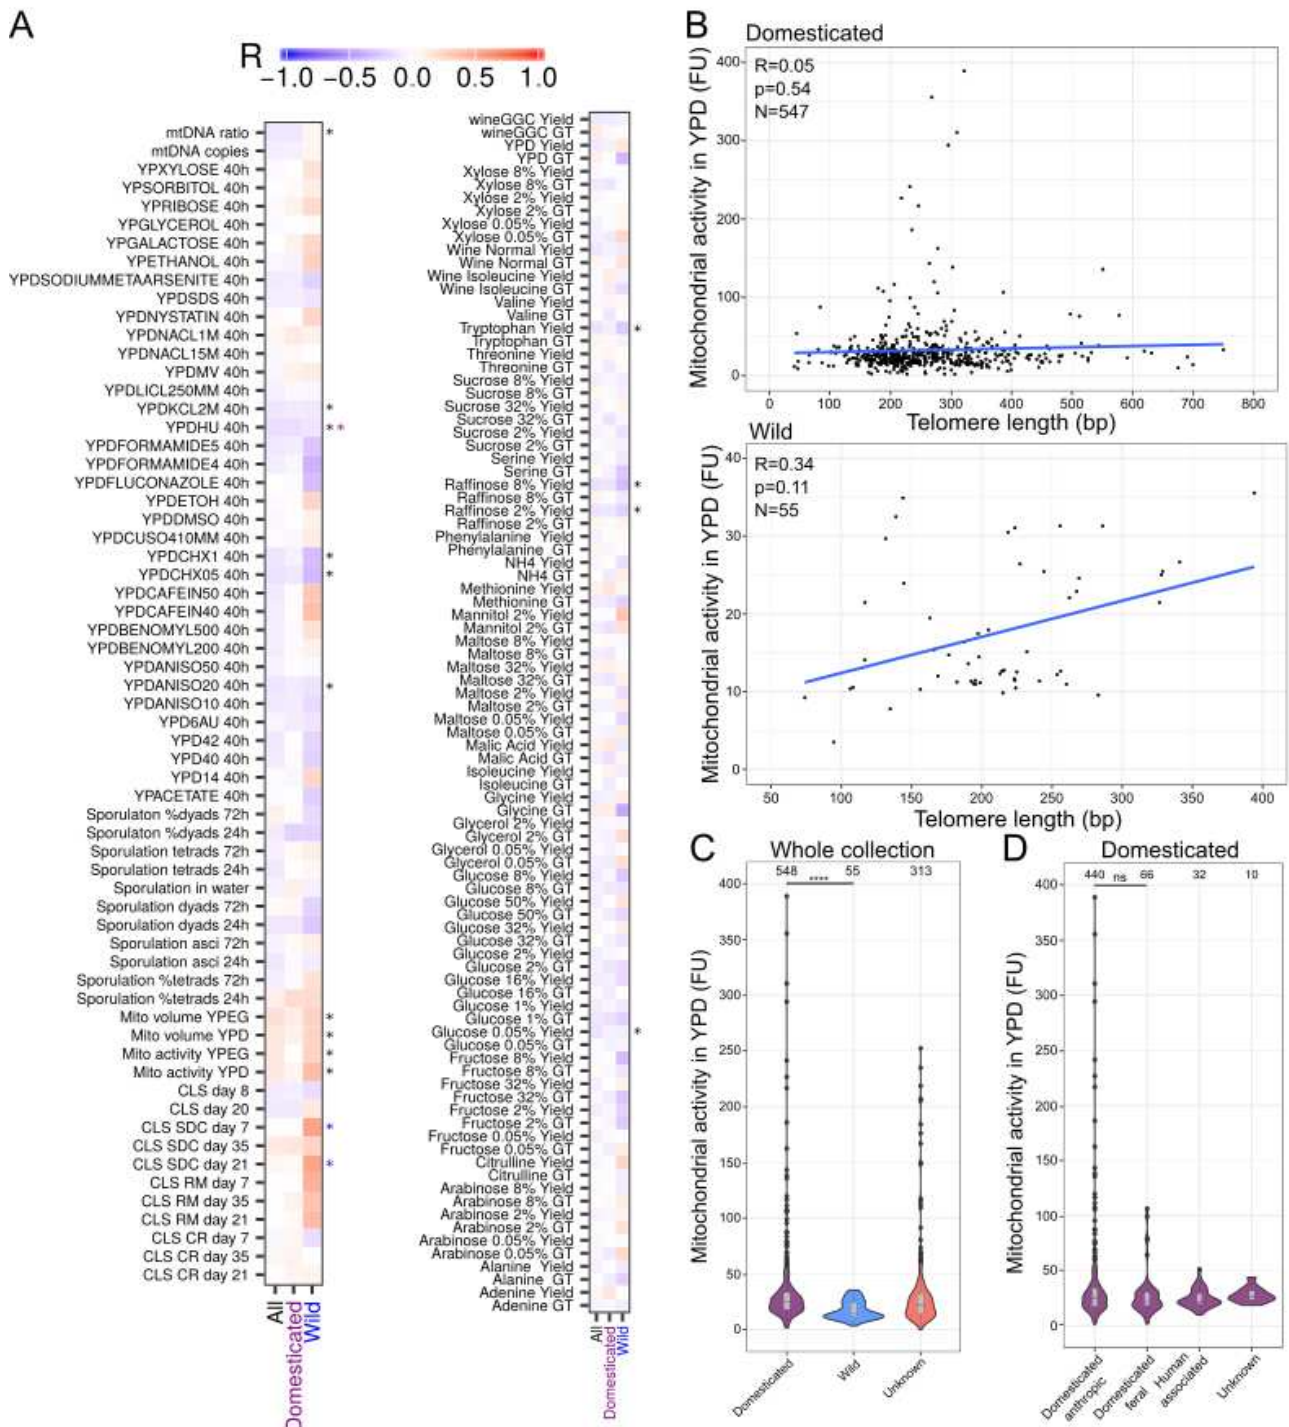 A
R
−1.0 −0.5 0.0 0.5 1.0
mtDNA ratio *
mtDNA copies
YPXYLOSE 40h
YPSORBITOL 40h
YPRIBOSE 40h
YPGLYCEROL 40h
YPGALACTOSE 40h
YPETHANOL 40h
YPDSODIUMMETAARSENITE 40h
YPDSDS 40h
YPDNYSTATIN 40h
YPDNACL1M 40h
YPDNACL15M 40h
YPDMV 40h
YPDLICL250MM 40h
YPDKCL2M 40h *
YPDHU 40h * *
YPDFORMAMIDE5 40h
YPDFORMAMIDE4 40h
YPDFLUCONAZOLE 40h
YPDETOH 40h
YPDDMSO 40h
YPDCUSO410MM 40h
YPDCHX1 40h *
YPDCHX05 40h *
YPDCAFEIN50 40h
YPDCAFEIN40 40h
YPDBENOMYL500 40h
YPDBENOMYL200 40h
YPDANISO50 40h
YPDANISO20 40h *
YPDANISO10 40h
YPD6AU 40h
YPD42 40h
YPD40 40h
YPD14 40h
YPACETATE 40h
Sporulaton %dyads 72h
Sporulaton %dyads 24h
Sporulation tetrads 72h
Sporulation tetrads 24h
Sporulation in water
Sporulation dyads 72h
Sporulation dyads 24h
Sporulation asci 72h
Sporulation asci 24h
Sporulation %tetrads 72h
Sporulation %tetrads 24h
Mito volume YPEG *
Mito volume YPD *
Mito activity YPEG *
Mito activity YPD *
CLS day 8
CLS day 20
CLS SDC day 7 *
CLS SDC day 35
CLS SDC day 21 *
CLS RM day 7
CLS RM day 35
CLS RM day 21
CLS CR day 7
CLS CR day 35
CLS CR day 21
All
Domesticated
Wild
wineGGC Yield
wineGGC GT
YPD Yield
YPD GT
Xylose 8% Yield
Xylose 8% GT
Xylose 2% Yield
Xylose 2% GT
Xylose 0.05% Yield
Xylose 0.05% GT
Wine Normal Yield
Wine Normal GT
Wine Isoleucine Yield
Wine Isoleucine GT
Valine Yield
Valine GT
Tryptophan Yield *
Tryptophan GT
Threonine Yield
Threonine GT
Sucrose 8% Yield
Sucrose 8% GT
Sucrose 32% Yield
Sucrose 32% GT
Sucrose 2% Yield
Sucrose 2% GT
Serine Yield
Serine GT
Raffinose 8% Yield *
Raffinose 8% GT
Raffinose 2% Yield *
Raffinose 2% GT
Phenylalanine Yield
Phenylalanine GT
NH4 Yield
NH4 GT
Methionine Yield
Methionine GT
Mannitol 2% Yield
Mannitol 2% GT
Maltose 8% Yield
Maltose 8% GT
Maltose 32% Yield
Maltose 32% GT
Maltose 2% Yield
Maltose 2% GT
Maltose 0.05% Yield
Maltose 0.05% GT
Malic Acid Yield
Malic Acid GT
Isoleucine Yield
Isoleucine GT
Glycine Yield
Glycine GT
Glycerol 2% Yield
Glycerol 2% GT
Glycerol 0.05% Yield
Glycerol 0.05% GT
Glucose 8% Yield
Glucose 8% GT
Glucose 50% Yield
Glucose 50% GT
Glucose 32% Yield
Glucose 32% GT
Glucose 2% Yield
Glucose 2% GT
Glucose 16% Yield
Glucose 16% GT
Glucose 1% Yield
Glucose 1% GT
Glucose 0.05% Yield *
Glucose 0.05% GT
Fructose 8% Yield
Fructose 8% GT
Fructose 32% Yield
Fructose 32% GT
Fructose 2% Yield
Fructose 2% GT
Fructose 0.05% Yield
Fructose 0.05% GT
Citrulline Yield
Citrulline GT
Arabinose 8% Yield
Arabinose 8% GT
Arabinose 2% Yield
Arabinose 2% GT
Arabinose 0.05% Yield
Arabinose 0.05% GT
Alanine Yield
Alanine GT
Adenine Yield
Adenine GT
All
Domesticated
Wild
B
Domesticated
Mitochondrial activity in YPD (FU)
400
300
200
100
0
R=0.05
p=0.54
N=547
0 100 200 300 400 500 600 700 800
Telomere length (bp)
Wild
Mitochondrial activity in YPD (FU)
40
30
20
10
0
R=0.34
p=0.11
N=55
50 100 150 200 250 300 350 400
Telomere length (bp)
C
Whole collection
548 55 313
****
Mitochondrial activity in YPD (FU)
400
350
300
250
200
150
100
50
0
Domesticated
Wild
Unknown
D
Domesticated
440 ns 66 32 10
Mitochondrial activity in YPD (FU)
400
350
300
250
200
150
100
50
0
Domesticated
anthropic
Domesticated
feral
Human
associated
Unknown